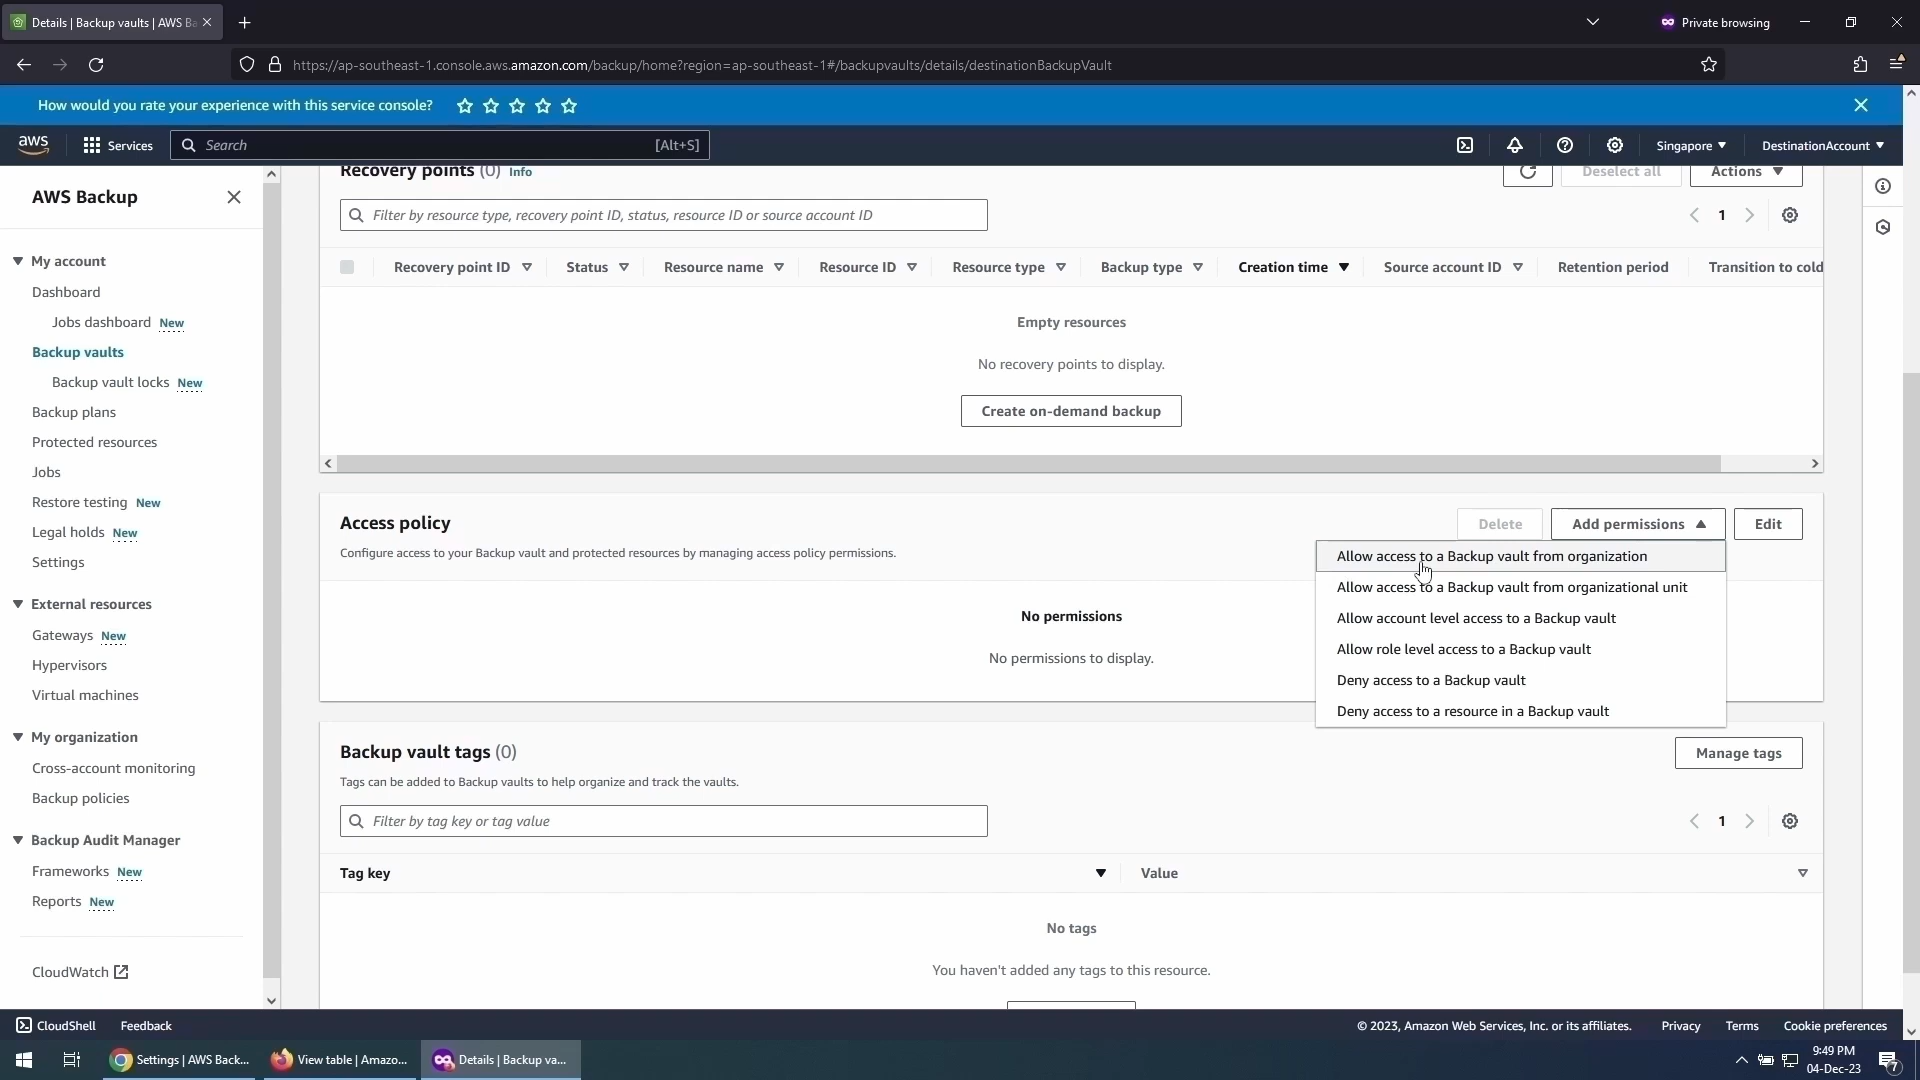 Details | Backup vaults | AWS Ba
Private browsing
https://ap-southeast-1.console.aws.amazon.com/backup/home?region=ap-southeast-1#/backupvaults/details/destinationBackupVault
How would you rate your experience with this service console?
aws
Services
Search
[Alt+S]
Singapore
DestinationAccount
AWS Backup
My account
Dashboard
Jobs dashboard New
Backup vaults
Backup vault locks New
Backup plans
Protected resources
Jobs
Restore testing New
Legal holds New
Settings
External resources
Gateways New
Hypervisors
Virtual machines
My organization
Cross-account monitoring
Backup policies
Backup Audit Manager
Frameworks New
Reports New
CloudWatch
Recovery points (0) Info
Deselect all
Actions
Filter by resource type, recovery point ID, status, resource ID or source account ID
1
Recovery point ID Status Resource name Resource ID Resource type Backup type Creation time Source account ID Retention period Transition to cold
Empty resources
No recovery points to display.
Create on-demand backup
Access policy
Configure access to your Backup vault and protected resources by managing access policy permissions.
Delete
Add permissions
Edit
Allow access to a Backup vault from organization
Allow access to a Backup vault from organizational unit
Allow account level access to a Backup vault
Allow role level access to a Backup vault
Deny access to a Backup vault
Deny access to a resource in a Backup vault
No permissions
No permissions to display.
Backup vault tags (0)
Tags can be added to Backup vaults to help organize and track the vaults.
Manage tags
Filter by tag key or tag value
1
Tag key Value
No tags
You haven't added any tags to this resource.
CloudShell
Feedback
© 2023, Amazon Web Services, Inc. or its affiliates.
Privacy
Terms
Cookie preferences
Settings | AWS Back...
View table | Amazo...
Details | Backup va...
9:49 PM
04-Dec-23
7